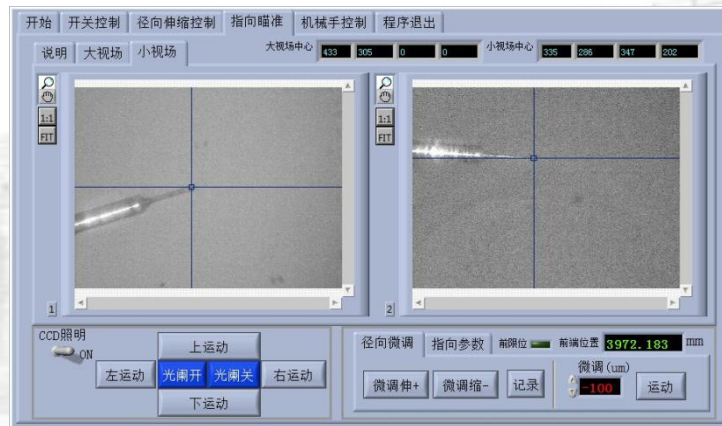 开始 开关控制 径向伸缩控制 指向瞄准 机械手控制 程序退出
说明 大视场 小视场
大视场中心 433 305 0 0 小视场中心 335 286 347 202
1:1
FIT
1:1
FIT
1
2
CCD照明
ON
上运动
左运动 光阑开 光阑关 右运动
下运动
径向微调 指向参数 前限位 前端位置 3972.183 mm
微调(um)
微调伸+ 微调缩- 记录 -100 运动